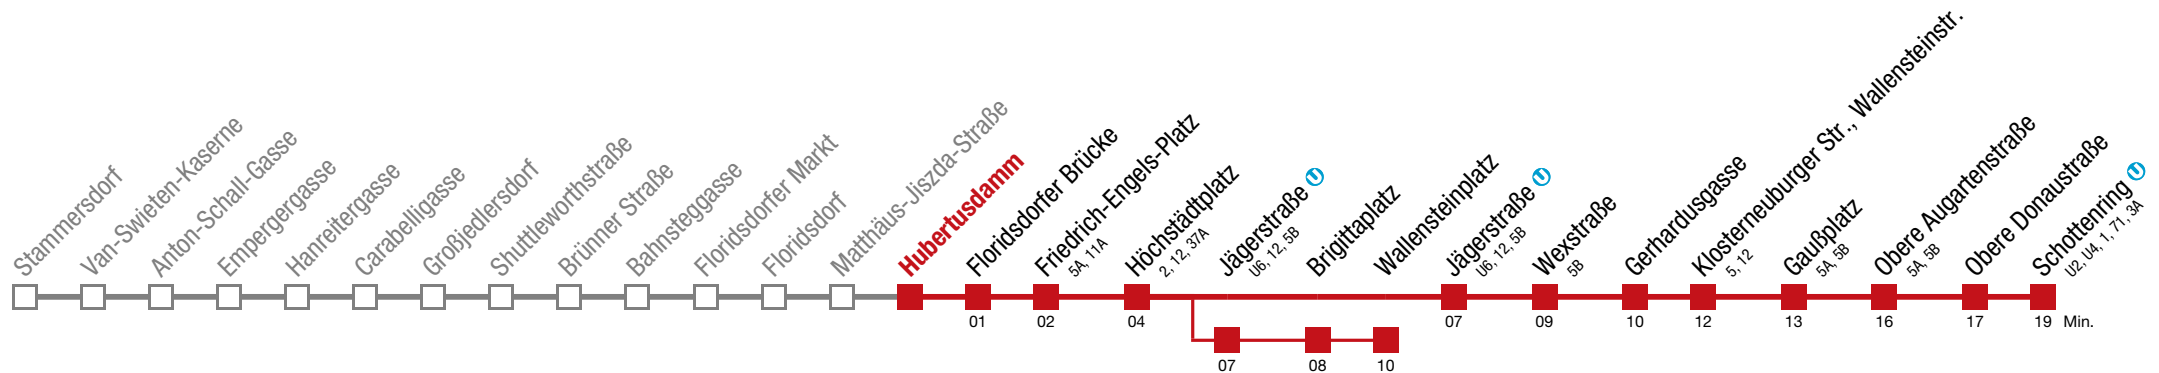 Stammersdorf
Van-Swieten-Kaserne
Anton-Schall-Gasse
Empergergasse
Hanreitergasse
Carabelligasse
Großjedlersdorf
Shuttleworthstraße
Brünner Straße
Bahnsteggasse
Floridsdorfer Markt
Floridsdorf
Matthäus-Jiszda-Straße
Hubertusdamm
Floridsdorfer Brücke
Friedrich-Engels-Platz
5A, 11A
Höchstädtplatz
2, 12, 37A
Jägerstraße U
U6, 12, 5B
Brigittaplatz
Wallensteinplatz
Jägerstraße U
U6, 12, 5B
Wexstraße
5B
Gerhardusgasse
Klosterneuburger Str., Wallensteinstr.
5, 12
Gaußplatz
5A, 5B
Obere Augartenstraße
5A, 5B
Obere Donaustraße
Schottenring U
U2, U4, 1, 71, 3A
01 02 04 07 09 10 12 13 16 17 19 Min.
07 08 10